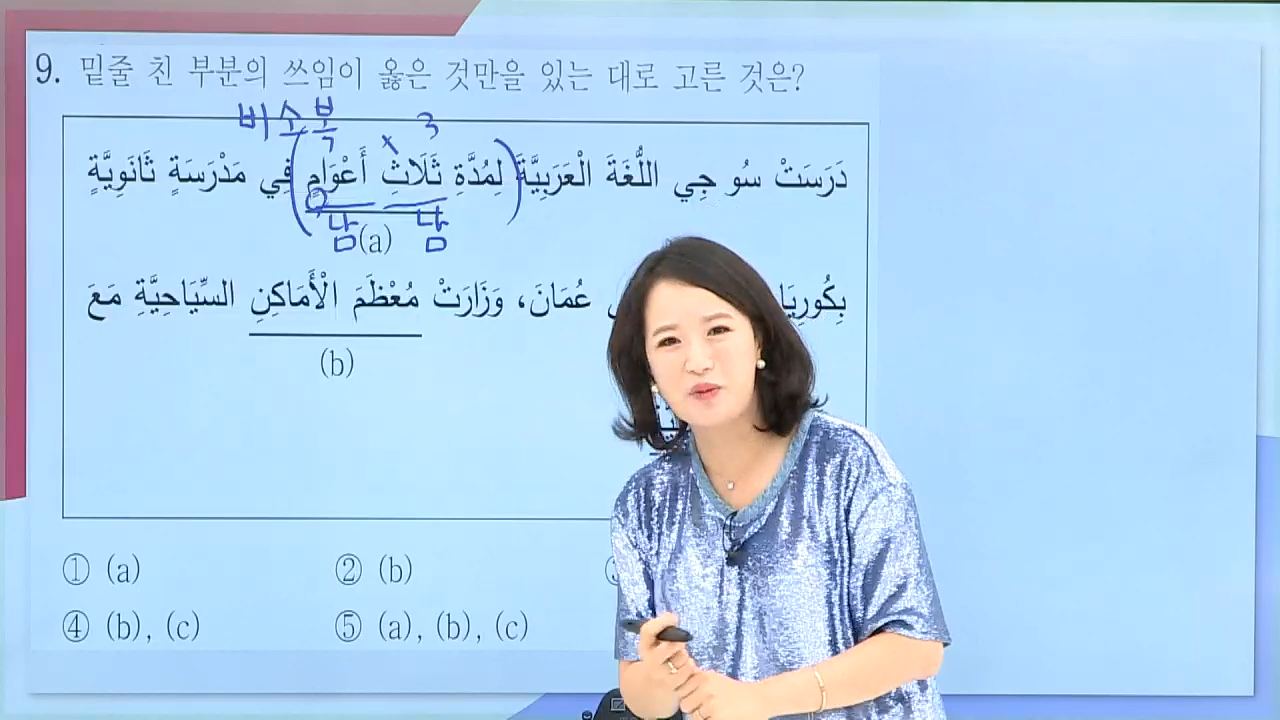 9. 밑줄 친 부분의 쓰임이 옳은 것만을 있는 대로 고른 것은?
비소복 3
دَرَسَتْ سُو جِي اللُّغَةَ الْعَرَبِيَّةَ (لِمُدَّةِ ثَلَاثِ أَعْوَامٍ) فِي مَدْرَسَةٍ ثَانَوِيَّةٍ
남 남
(a)
عُمَانَ، وَزَارَتْ مُعْظَمَ الْأَمَاكِنِ السِّيَاحِيَّةِ مَعَ
(b)
① (a) ② (b)
④ (b), (c) ⑤ (a), (b), (c)